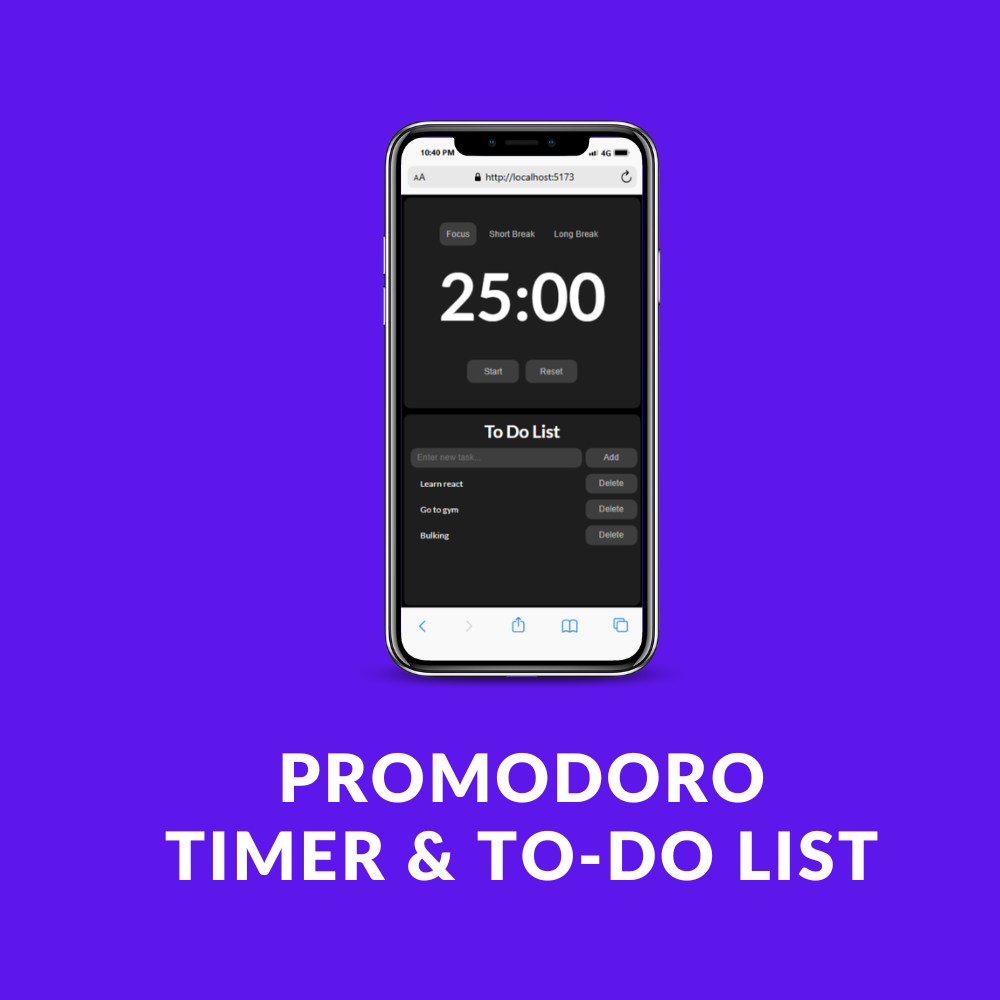 10:40 PM 4G
AA http://localhost:5173
Focus Short Break Long Break
25:00
Start Reset
To Do List
Enter new task... Add
Learn react Delete
Go to gym Delete
Bulking Delete
PROMODORO
TIMER & TO-DO LIST